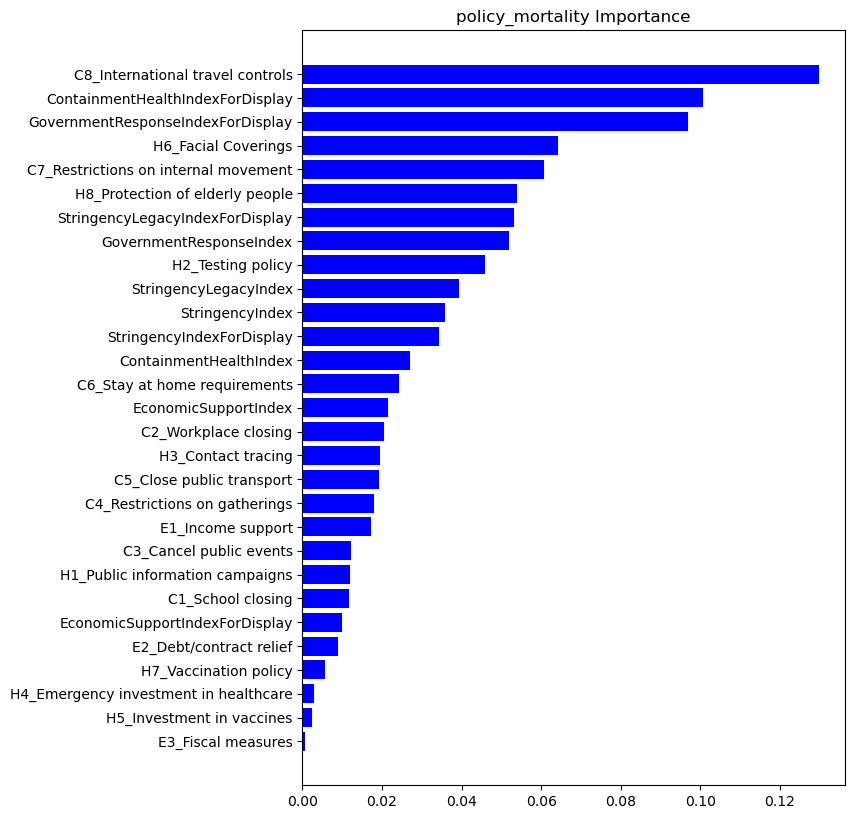 policy_mortality Importance
C8_International travel controls
ContainmentHealthIndexForDisplay
GovernmentResponseIndexForDisplay
H6_Facial Coverings
C7_Restrictions on internal movement
H8_Protection of elderly people
StringencyLegacyIndexForDisplay
GovernmentResponseIndex
H2_Testing policy
StringencyLegacyIndex
StringencyIndex
StringencyIndexForDisplay
ContainmentHealthIndex
C6_Stay at home requirements
EconomicSupportIndex
C2_Workplace closing
H3_Contact tracing
C5_Close public transport
C4_Restrictions on gatherings
E1_Income support
C3_Cancel public events
H1_Public information campaigns
C1_School closing
EconomicSupportIndexForDisplay
E2_Debt/contract relief
H7_Vaccination policy
H4_Emergency investment in healthcare
H5_Investment in vaccines
E3_Fiscal measures
0.00 0.02 0.04 0.06 0.08 0.10 0.12